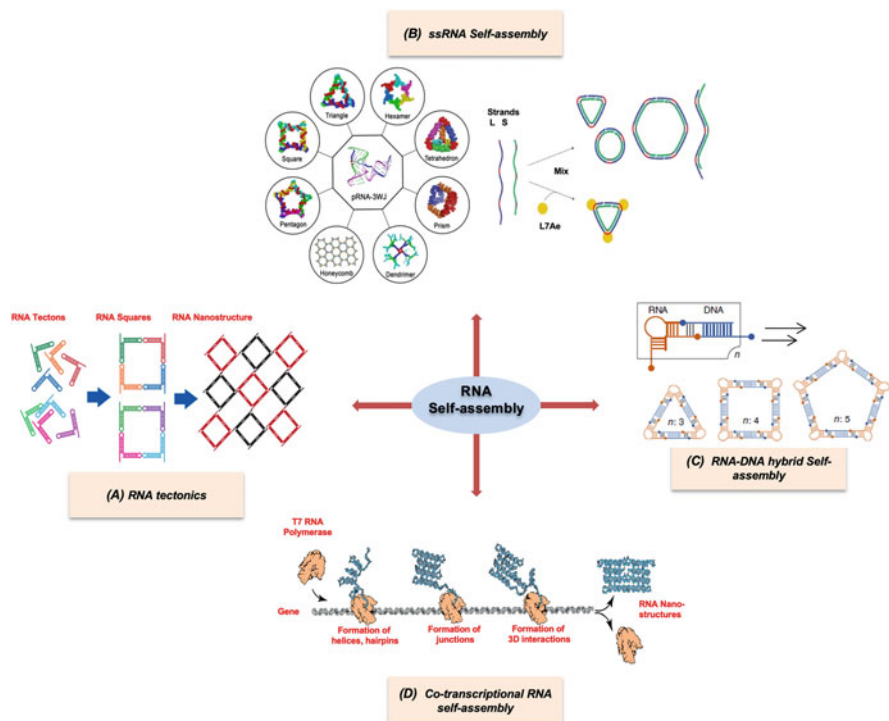 (B) ssRNA Self-assembly
Triangle
Hexamer
Square
Tetrahedron
pRNA-3WJ
Pentagon
Prism
Honeycomb
Dendrimer
Strands
L S
Mix
L7Ae
RNA Tectons
RNA Squares
RNA Nanostructure
(A) RNA tectonics
RNA
Self-assembly
RNA
DNA
n
n: 3
n: 4
n: 5
(C) RNA-DNA hybrid Self-
assembly
T7 RNA
Polymerase
Gene
Formation of
helices, hairpins
Formation of
junctions
Formation of
3D interactions
RNA Nano-
structures
(D) Co-transcriptional RNA
self-assembly